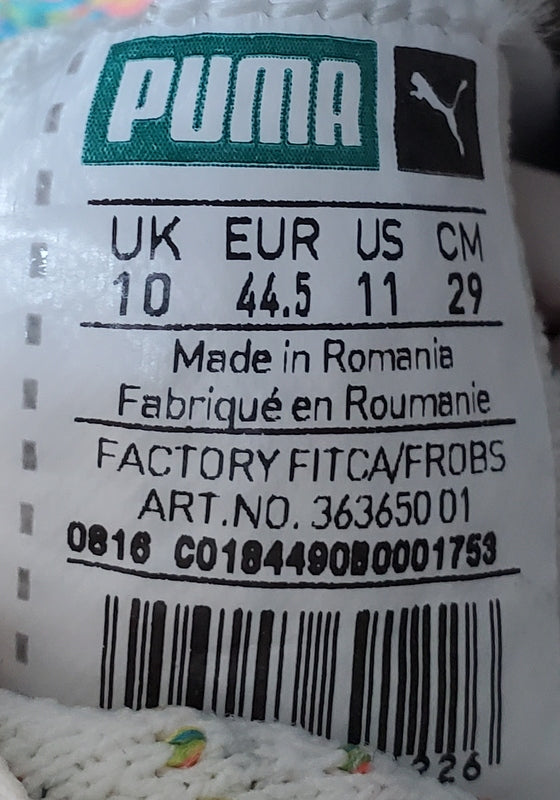 PUMA
UK EUR US CM
10 44.5 11 29
Made in Romania
Fabriqué en Roumanie
FACTORY FITCA/FROBS
ART.NO. 363650 01
0816 C0184490B0001753
26